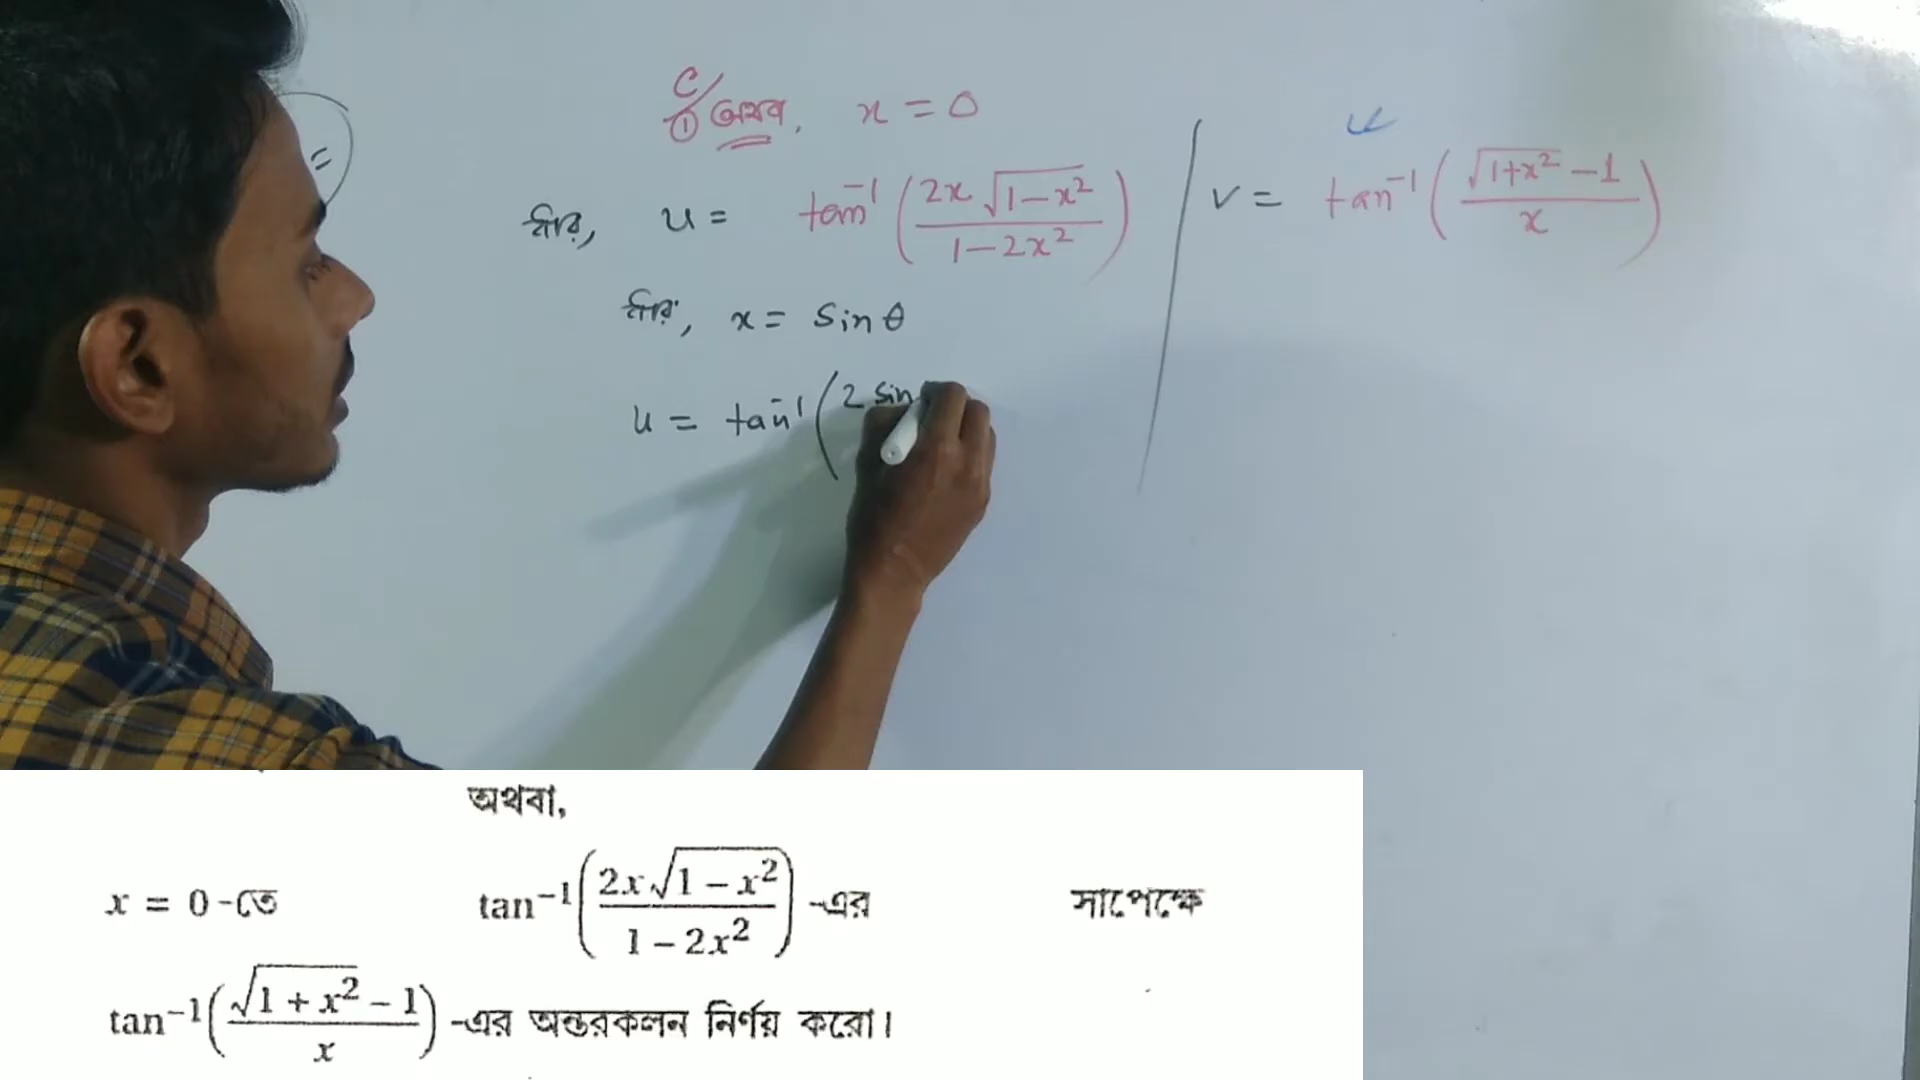 C/① অথবা, x = 0
ধরি, u = tan⁻¹(2x√(1−x²) / 1−2x²)
v = tan⁻¹(√(1+x²) −1 / x)
ধরি, x = sinθ
u = tan⁻¹(2 sin
অথবা,
x = 0-তে tan⁻¹(2x√(1−x²) / 1−2x²)-এর সাপেক্ষে
tan⁻¹(√(1+x²) − 1 / x)-এর অন্তরকলন নির্ণয় করো।